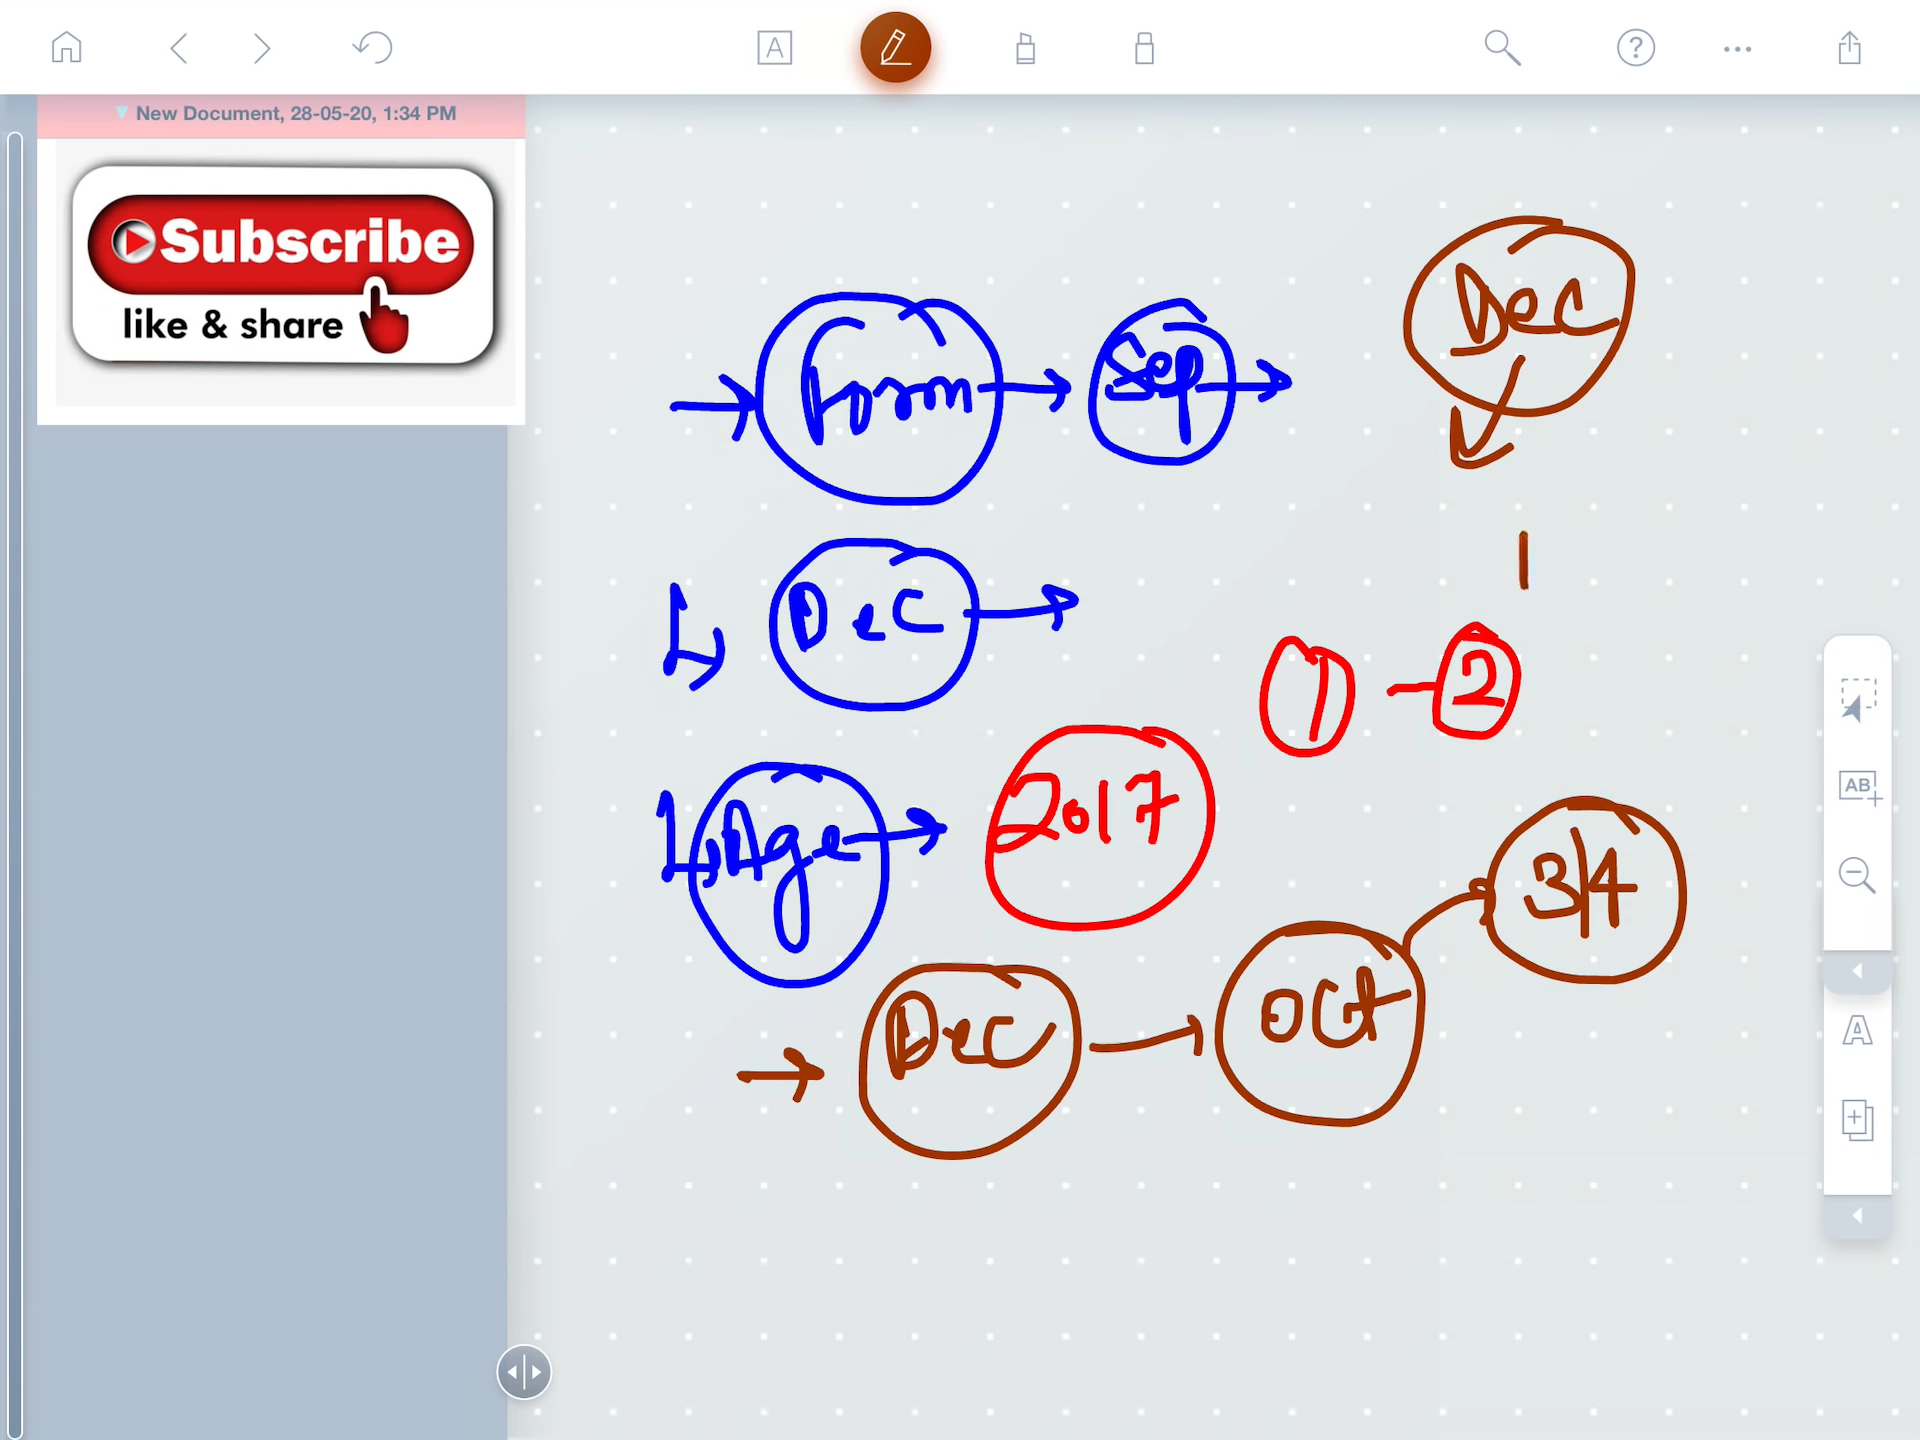 New Document, 28-05-20, 1:34 PM
Subscribe
like & share
Form Sep
Dec
Dec
1
1 - 2
Age 2017
3/4
Dec Oct